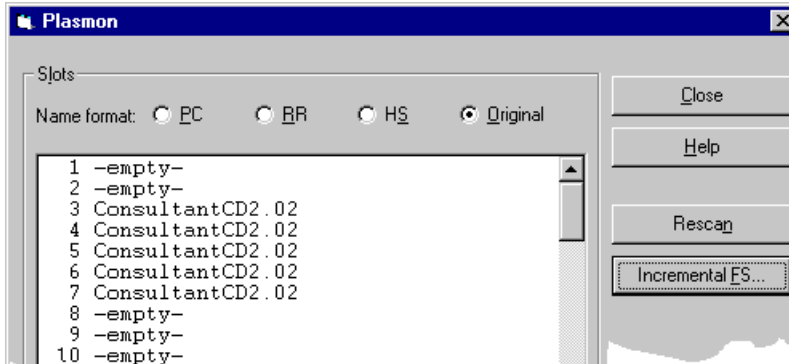 Plasmon
Slots
Name format: PC RR HS Original
1 -empty-
2 -empty-
3 ConsultantCD2.02
4 ConsultantCD2.02
5 ConsultantCD2.02
6 ConsultantCD2.02
7 ConsultantCD2.02
8 -empty-
9 -empty-
10 -empty-
Close
Help
Rescan
Incremental FS...